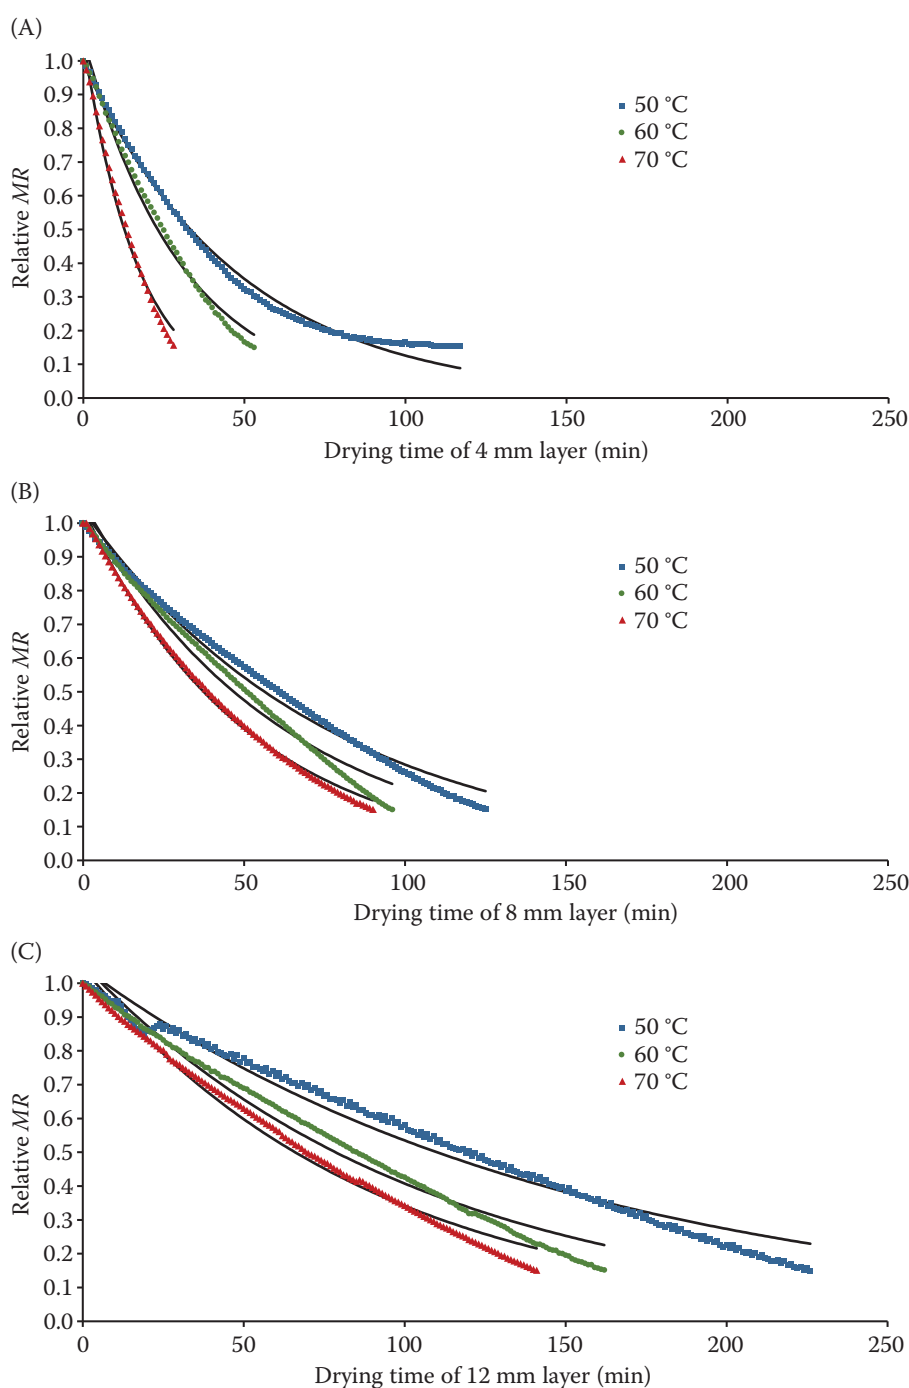 (A)
1.0
0.9
0.8
0.7
0.6
0.5
0.4
0.3
0.2
0.1
0.0
Relative MR
50 °C
60 °C
70 °C
0 50 100 150 200 250
Drying time of 4 mm layer (min)
(B)
1.0
0.9
0.8
0.7
0.6
0.5
0.4
0.3
0.2
0.1
0.0
Relative MR
50 °C
60 °C
70 °C
0 50 100 150 200 250
Drying time of 8 mm layer (min)
(C)
1.0
0.9
0.8
0.7
0.6
0.5
0.4
0.3
0.2
0.1
0.0
Relative MR
50 °C
60 °C
70 °C
0 50 100 150 200 250
Drying time of 12 mm layer (min)